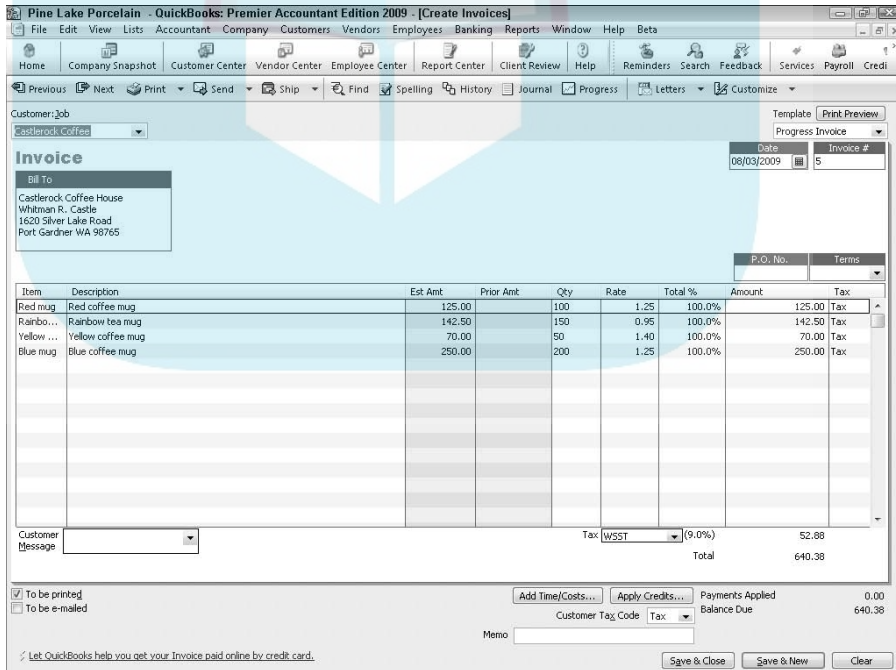 Pine Lake Porcelain - QuickBooks: Premier Accountant Edition 2009 - [Create Invoices]
File Edit View Lists Accountant Company Customers Vendors Employees Banking Reports Window Help Beta
Home Company Snapshot Customer Center Vendor Center Employee Center Report Center Client Review Help Reminders Search Feedback Services Payroll Credi
Previous Next Print Send Ship Find Spelling History Journal Progress Letters Customize
Customer:Job Template Print Preview
Castlerock Coffee Progress Invoice
Invoice Date Invoice #
08/03/2009 5
Bill To
Castlerock Coffee House
Whitman R. Castle
1620 Silver Lake Road
Port Gardner WA 98765
P.O. No. Terms
Item Description Est Amt Prior Amt Qty Rate Total % Amount Tax
Red mug Red coffee mug 125.00 100 1.25 100.0% 125.00 Tax
Rainbo... Rainbow tea mug 142.50 150 0.95 100.0% 142.50 Tax
Yellow ... Yellow coffee mug 70.00 50 1.40 100.0% 70.00 Tax
Blue mug Blue coffee mug 250.00 200 1.25 100.0% 250.00 Tax
Customer Message Tax WSST (9.0%) 52.88
Total 640.38
To be printed Add Time/Costs... Apply Credits... Payments Applied 0.00
To be e-mailed Customer Tax Code Tax Balance Due 640.38
Memo
Let QuickBooks help you get your Invoice paid online by credit card. Save & Close Save & New Clear